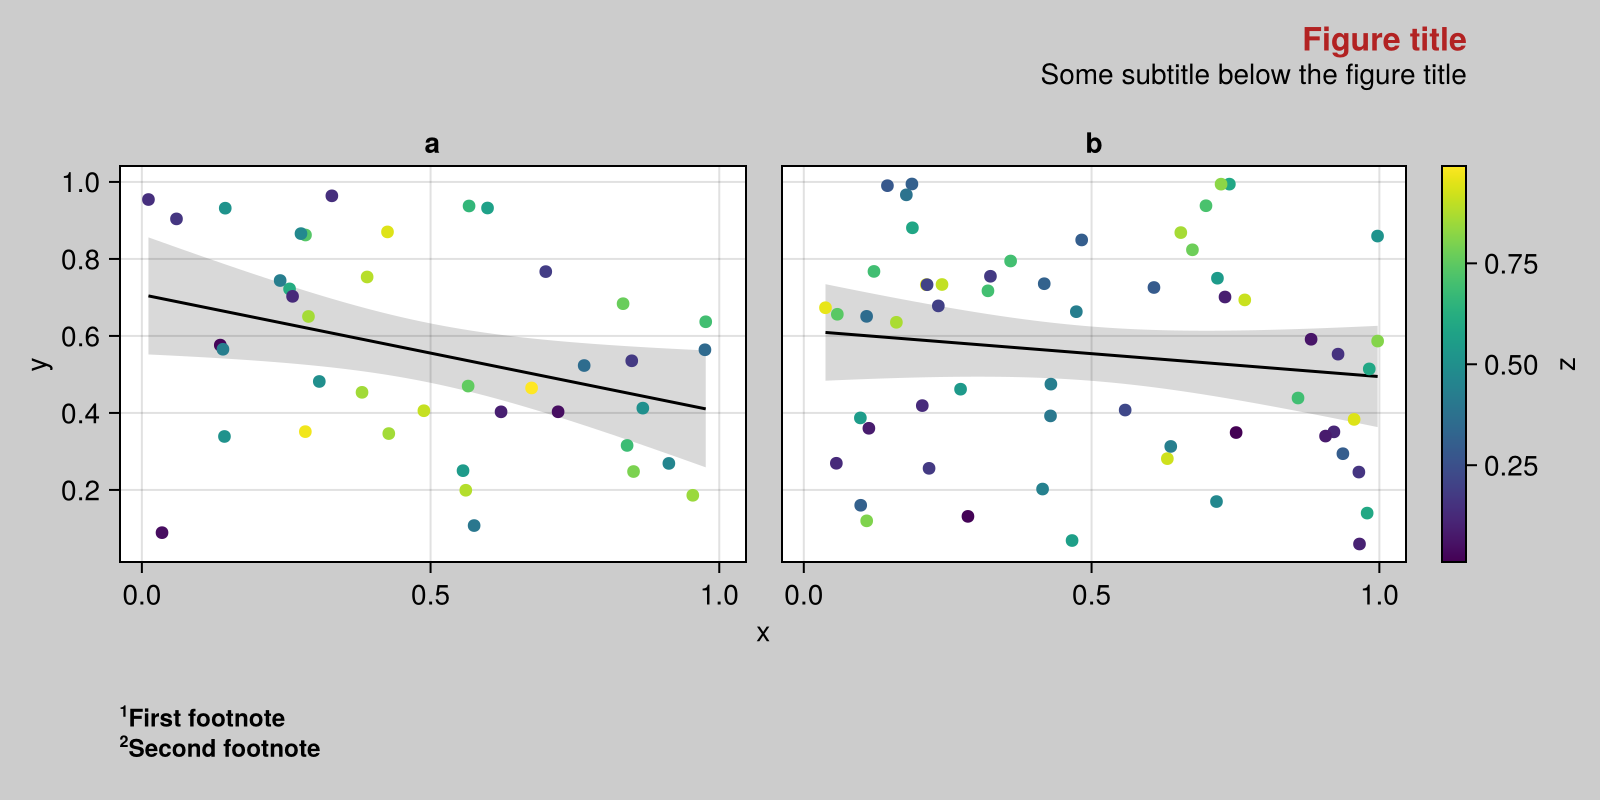 Figure title
Some subtitle below the figure title
a
b
1.0
0.8
0.6
0.4
0.2
y
0.0
0.5
1.0
0.0
0.5
1.0
x
0.75
0.50
0.25
z
¹First footnote
²Second footnote